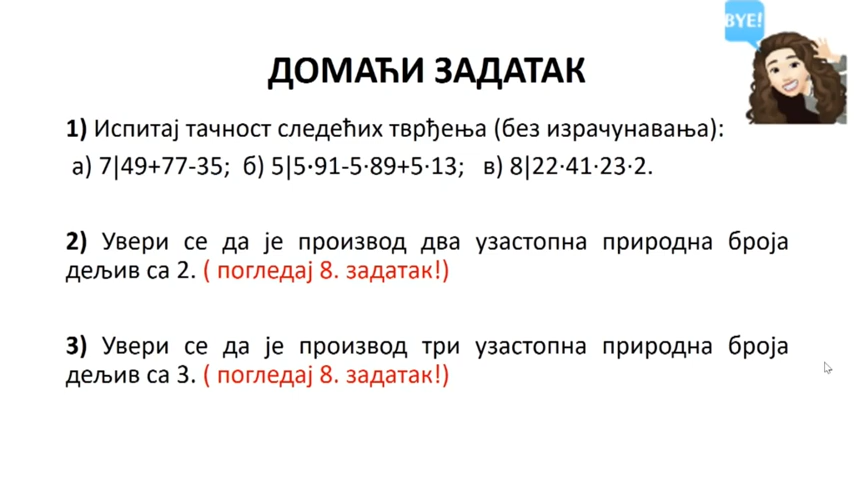 BYE!
ДОМАЋИ ЗАДАТАК
1) Испитај тачност следећих тврђења (без израчунавања):
а) 7|49+77-35; б) 5|5·91-5·89+5·13; в) 8|22·41·23·2.
2) Увери се да је производ два узастопна природна броја
дељив са 2. ( погледај 8. задатак!)
3) Увери се да је производ три узастопна природна броја
дељив са 3. ( погледај 8. задатак!)